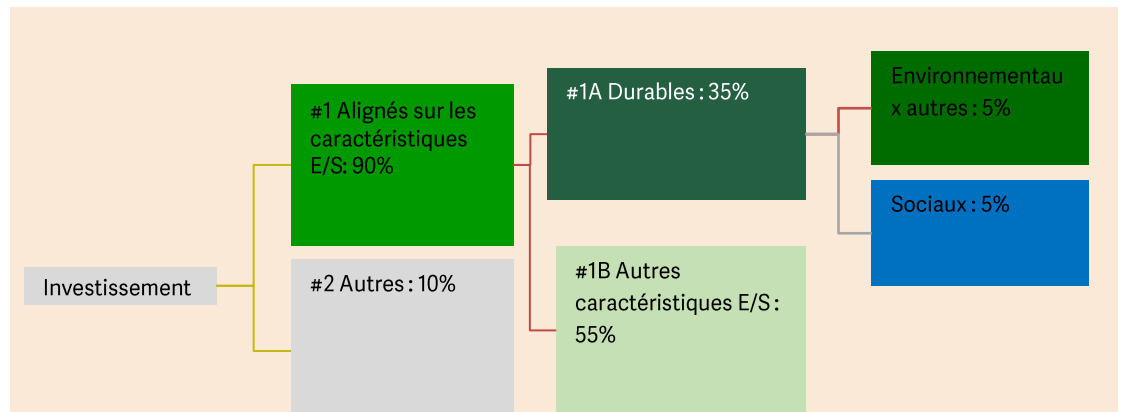 Investissement
#1 Alignés sur les
caractéristiques
E/S: 90%
#2 Autres : 10%
#1A Durables : 35%
#1B Autres
caractéristiques E/S :
55%
Environnementau
x autres : 5%
Sociaux : 5%